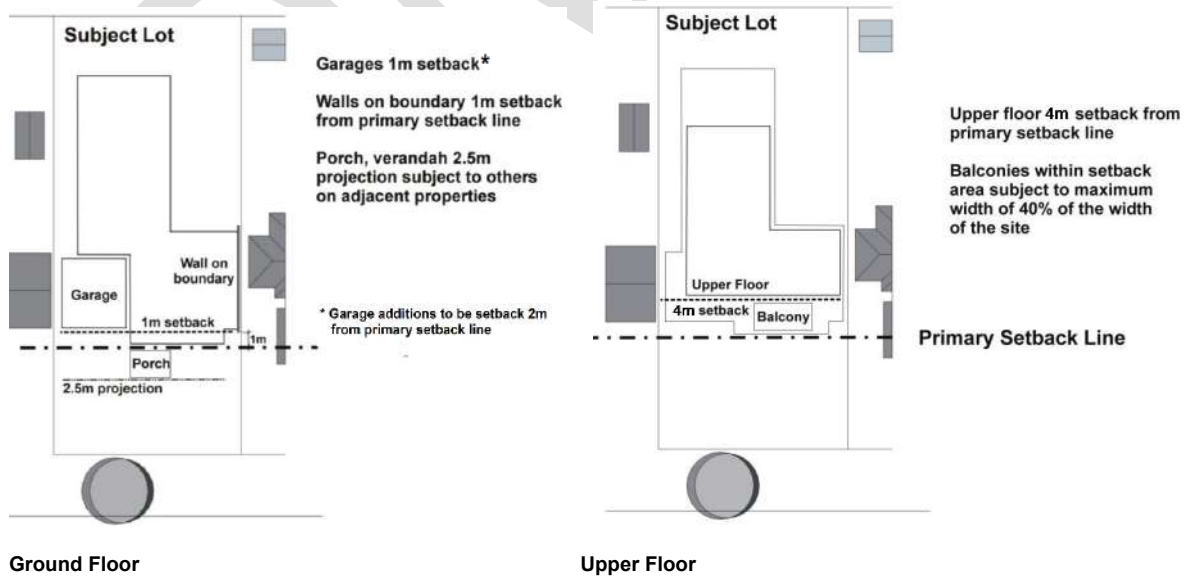 Subject Lot
Garages 1m setback*
Walls on boundary 1m setback
from primary setback line
Porch, verandah 2.5m
projection subject to others
on adjacent properties
Wall on
boundary
Garage
1m setback
1m
* Garage additions to be setback 2m
from primary setback line
Porch
2.5m projection
Ground Floor
Subject Lot
Upper floor 4m setback from
primary setback line
Balconies within setback
area subject to maximum
width of 40% of the width
of the site
Upper Floor
4m setback
Balcony
Primary Setback Line
Upper Floor